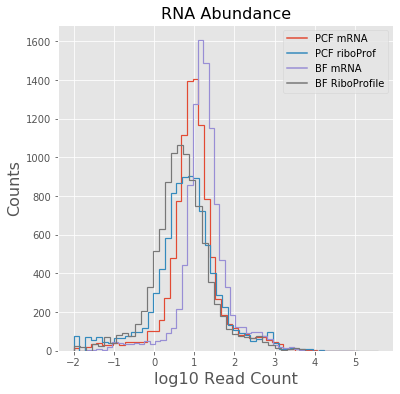 RNA Abundance
PCF mRNA
PCF riboProf
BF mRNA
BF RiboProfile
Counts
1600
1400
1200
1000
800
600
400
200
0
−2 −1 0 1 2 3 4 5
log10 Read Count